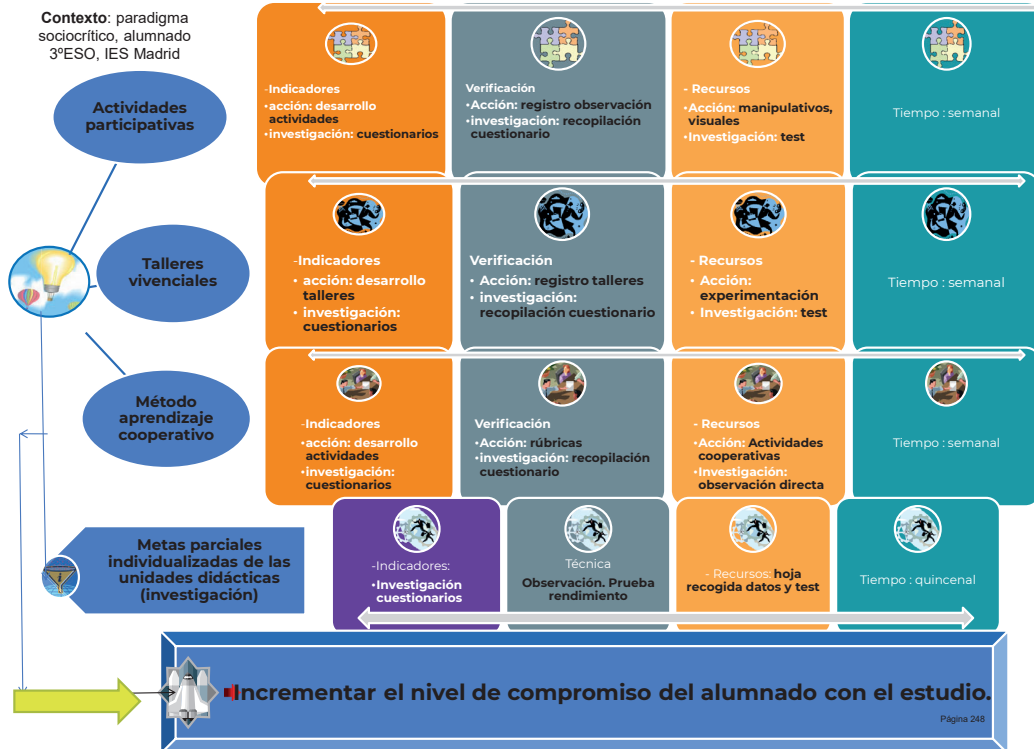 Contexto: paradigma
sociocrítico, alumnado
3ºESO, IES Madrid
Actividades
participativas
-Indicadores
•acción: desarrollo
actividades
•investigación: cuestionarios
Verificación
•Acción: registro observación
•investigación: recopilación
cuestionario
- Recursos
•Acción: manipulativos,
visuales
•Investigación: test
Tiempo : semanal
Talleres
vivenciales
-Indicadores
• acción: desarrollo
talleres
• investigación:
cuestionarios
Verificación
• Acción: registro talleres
• investigación:
recopilación cuestionario
- Recursos
• Acción:
experimentación
• Investigación: test
Tiempo : semanal
Método
aprendizaje
cooperativo
-Indicadores
•acción: desarrollo
actividades
•investigación:
cuestionarios
Verificación
•Acción: rúbricas
•investigación: recopilación
cuestionario
- Recursos
•Acción: Actividades
cooperativas
•Investigación:
observación directa
Tiempo : semanal
Metas parciales
individualizadas de las
unidades didácticas
(investigación)
-Indicadores:
•Investigación
cuestionarios
Técnica
Observación. Prueba
rendimiento
- Recursos: hoja
recogida datos y test
Tiempo : quincenal
Incrementar el nivel de compromiso del alumnado con el estudio.
Página 248